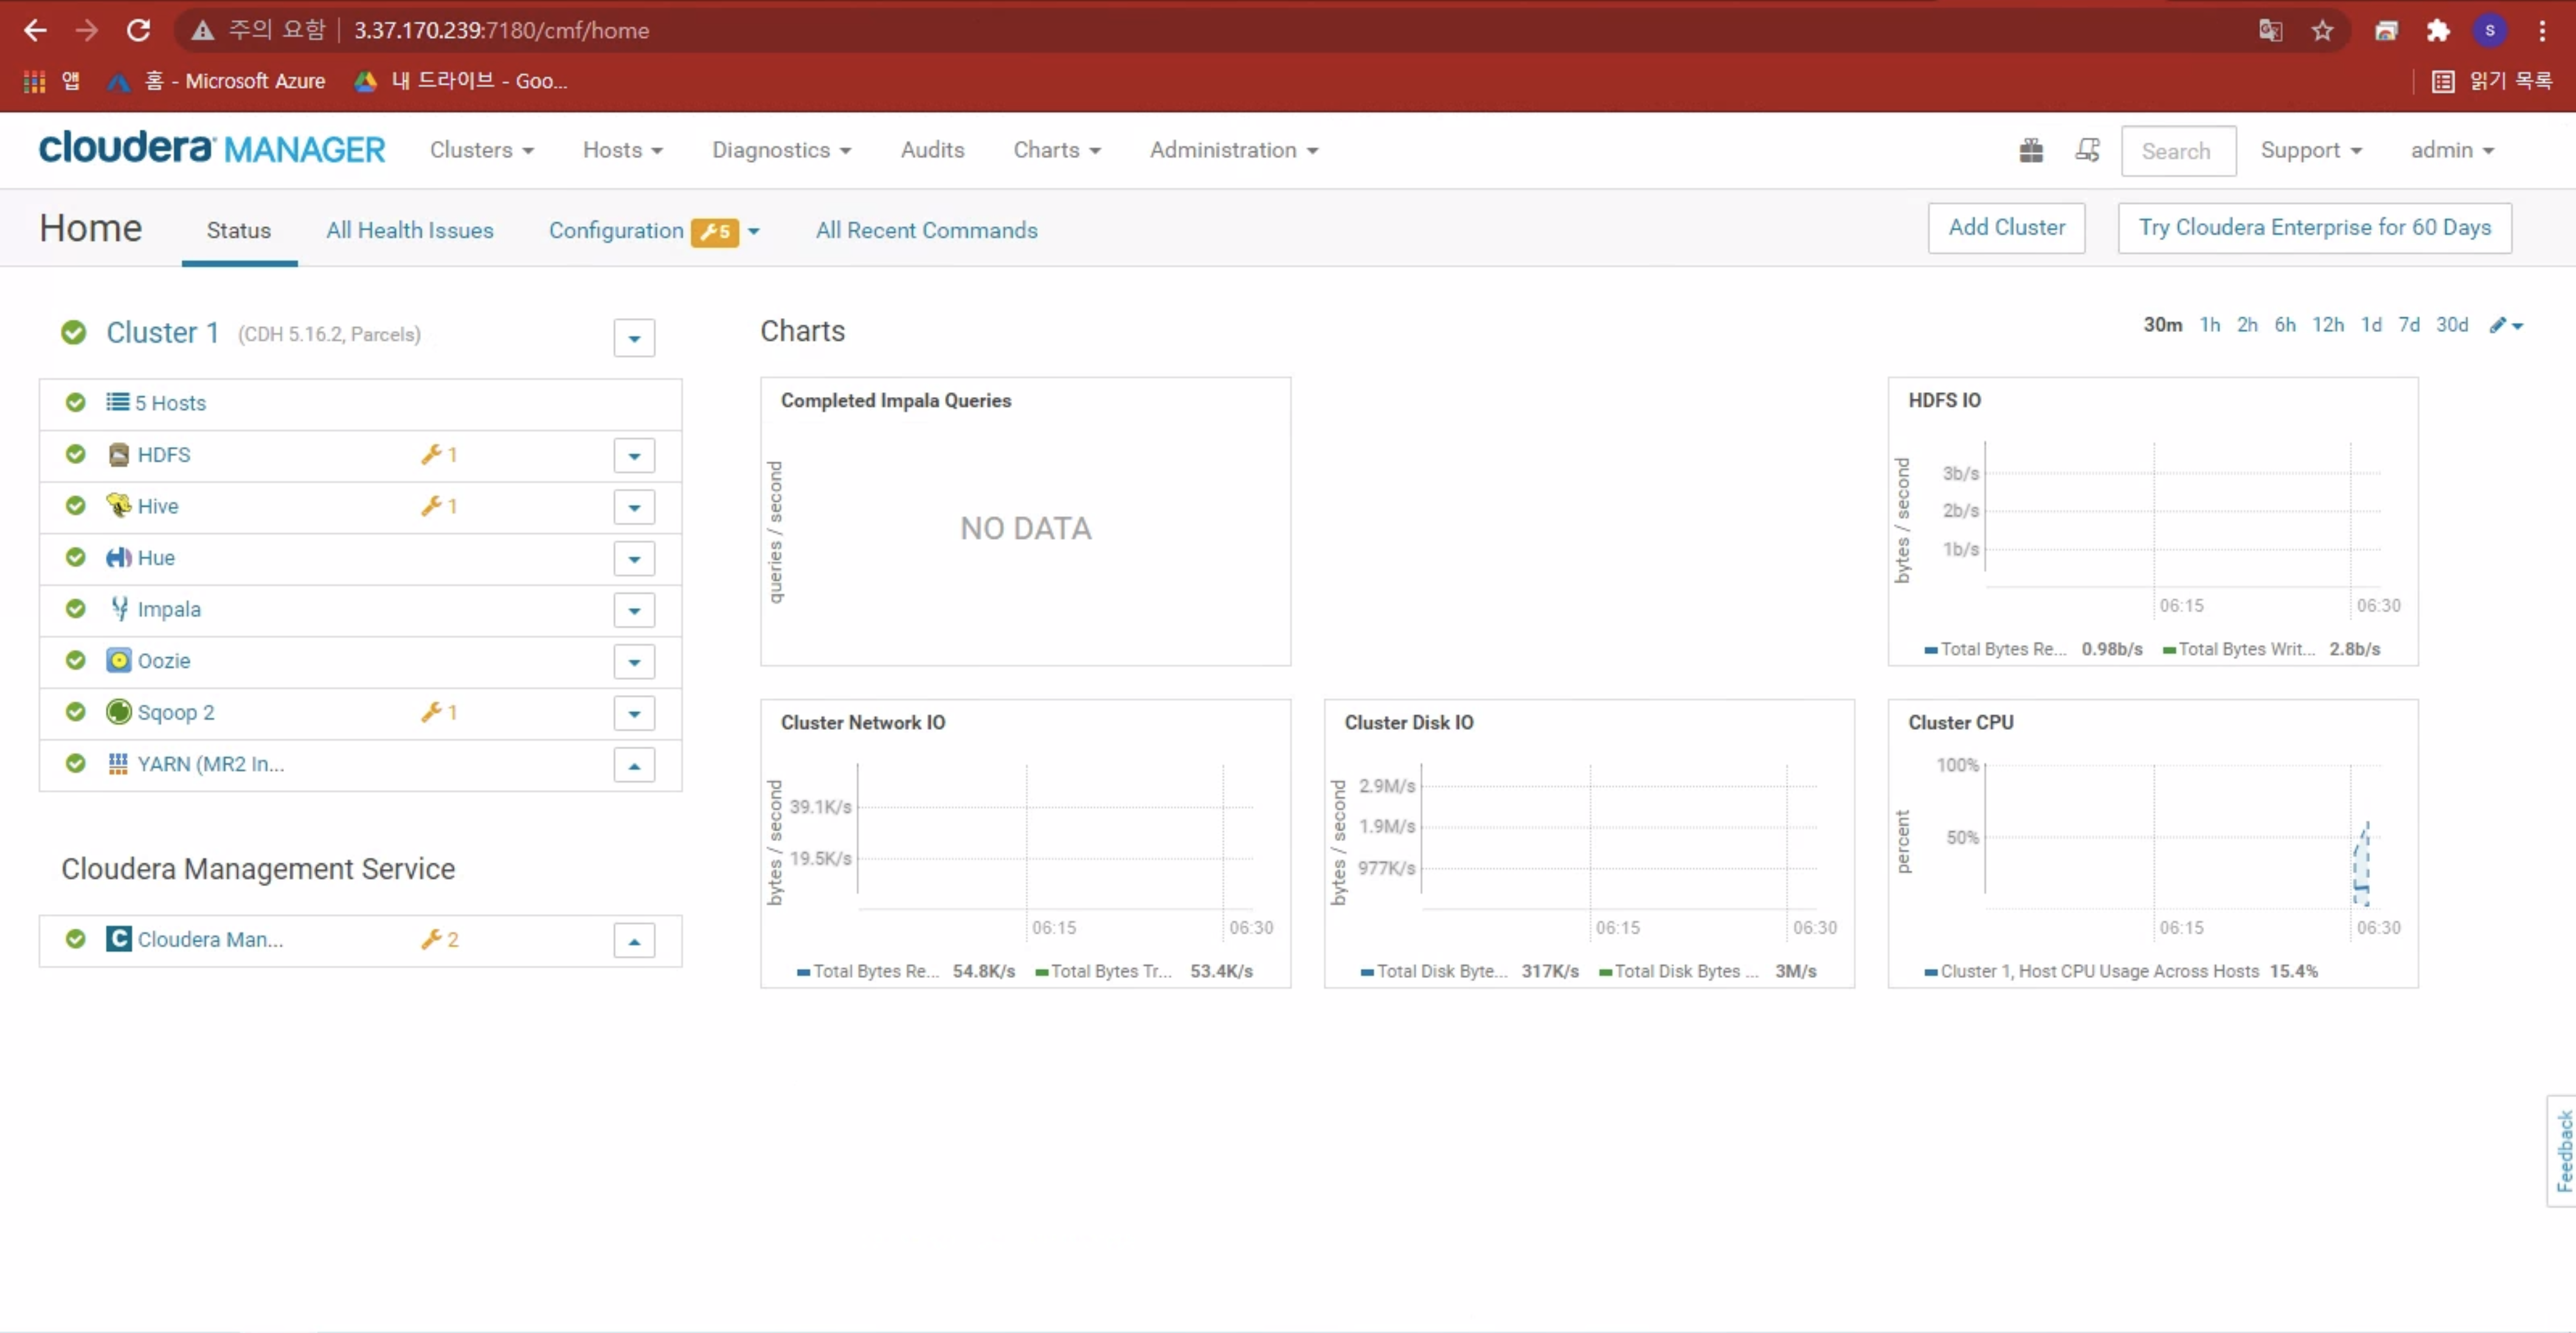 주의 요함 3.37.170.239:7180/cmf/home
앱 홈 - Microsoft Azure 내 드라이브 - Goo... 읽기 목록
cloudera MANAGER Clusters Hosts Diagnostics Audits Charts Administration Search Support admin
Home Status All Health Issues Configuration 5 All Recent Commands Add Cluster Try Cloudera Enterprise for 60 Days
Cluster 1 (CDH 5.16.2, Parcels)
5 Hosts
HDFS 1
Hive 1
Hue
Impala
Oozie
Sqoop 2 1
YARN (MR2 In...
Cloudera Management Service
Cloudera Man... 2
Charts
30m 1h 2h 6h 12h 1d 7d 30d
Completed Impala Queries
queries / second
NO DATA
HDFS IO
bytes / second
3b/s
2b/s
1b/s
06:15 06:30
Total Bytes Re... 0.98b/s Total Bytes Writ... 2.8b/s
Cluster Network IO
bytes / second
39.1K/s
19.5K/s
06:15 06:30
Total Bytes Re... 54.8K/s Total Bytes Tr... 53.4K/s
Cluster Disk IO
bytes / second
2.9M/s
1.9M/s
977K/s
06:15 06:30
Total Disk Byte... 317K/s Total Disk Bytes ... 3M/s
Cluster CPU
percent
100%
50%
06:15 06:30
Cluster 1, Host CPU Usage Across Hosts 15.4%
Feedback